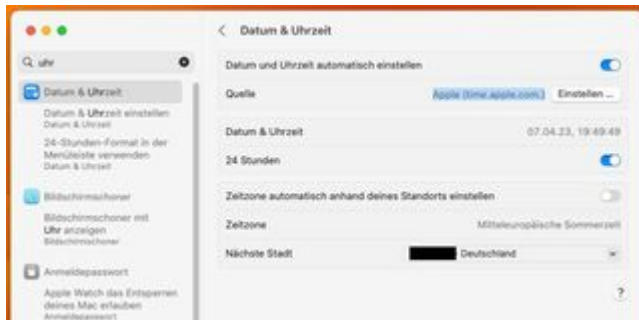 Datum & Uhrzeit
uhr
Datum & Uhrzeit
Datum & Uhrzeit einstellen
Datum & Uhrzeit
24-Stunden-Format in der
Menüleiste verwenden
Datum & Uhrzeit
Bildschirmschoner
Bildschirmschoner mit
Uhr anzeigen
Bildschirmschoner
Anmeldepasswort
Apple Watch das Entsperren
deines Mac erlauben
Anmeldepasswort
Datum und Uhrzeit automatisch einstellen
Quelle Apple (time.apple.com.) Einstellen ...
Datum & Uhrzeit 07.04.23, 19:49:49
24 Stunden
Zeitzone automatisch anhand deines Standorts einstellen
Zeitzone Mitteleuropäische Sommerzeit
Nächste Stadt Deutschland
?